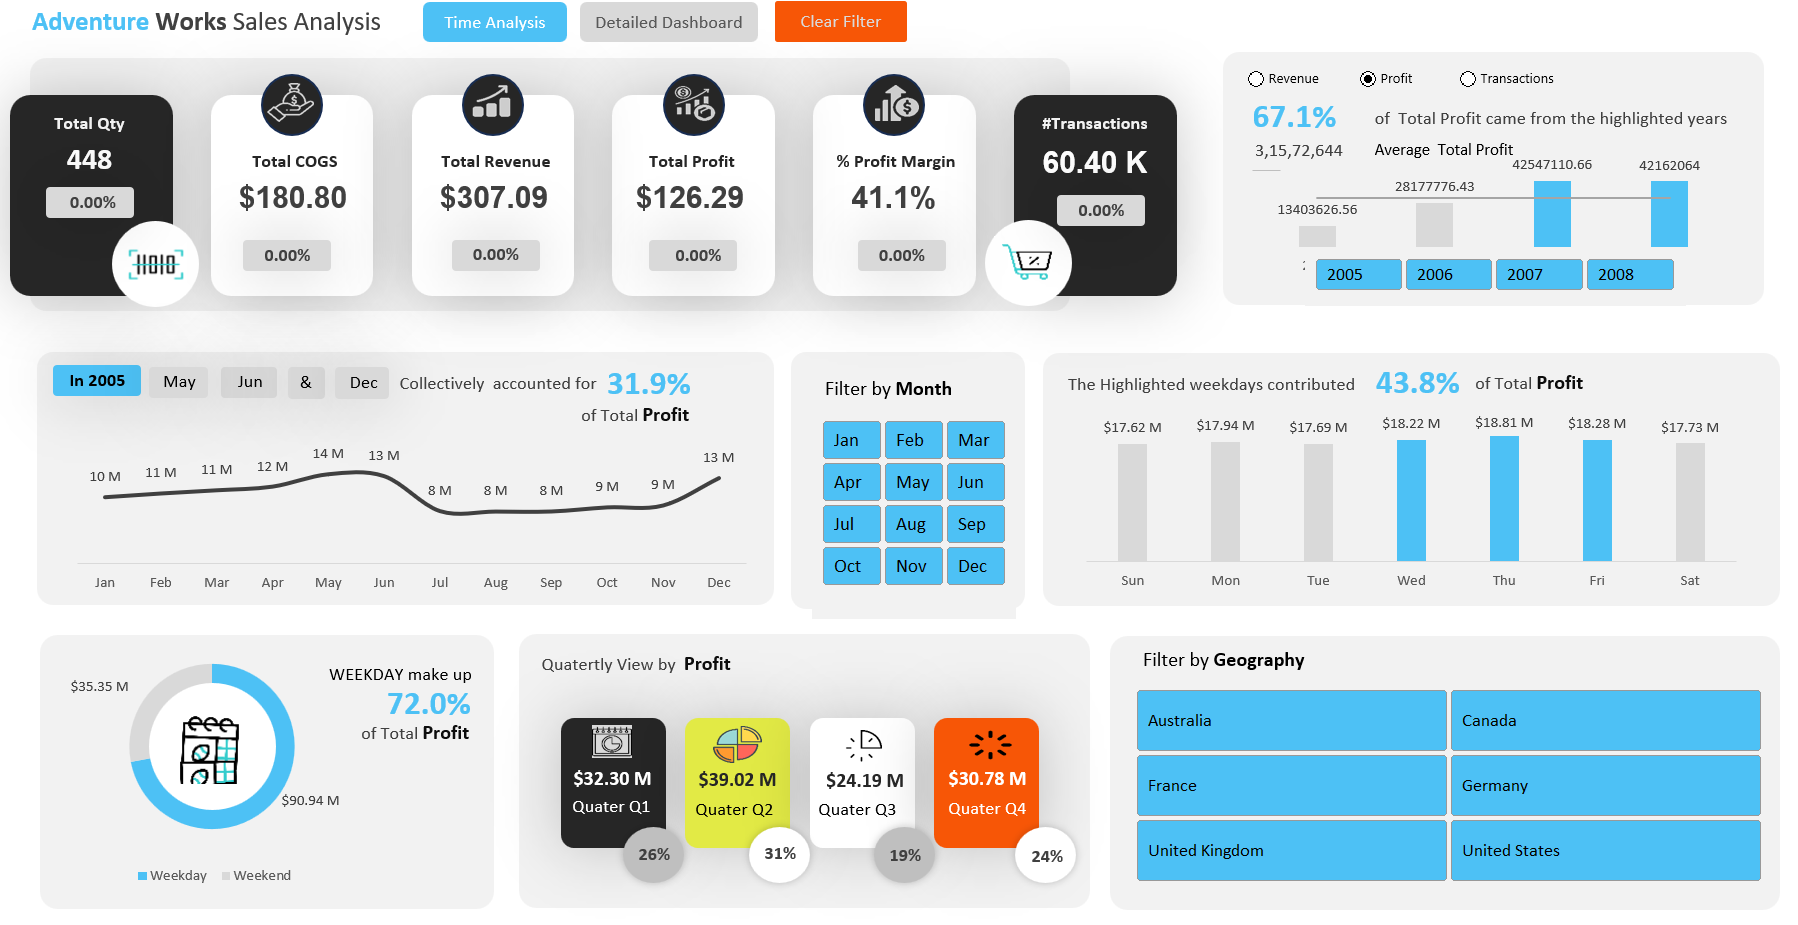 Adventure Works Sales Analysis
Time Analysis
Detailed Dashboard
Clear Filter
Total Qty
448
0.00%
Total COGS
$180.80
0.00%
Total Revenue
$307.09
0.00%
Total Profit
$126.29
0.00%
% Profit Margin
41.1%
0.00%
#Transactions
60.40 K
0.00%
Revenue
Profit
Transactions
67.1%
of Total Profit came from the highlighted years
3,15,72,644
Average Total Profit
13403626.56
28177776.43
42547110.66
42162064
2005
2006
2007
2008
In 2005
May
Jun
&
Dec
Collectively accounted for 31.9%
of Total Profit
10 M
11 M
11 M
12 M
14 M
13 M
8 M
8 M
8 M
9 M
9 M
13 M
Jan
Feb
Mar
Apr
May
Jun
Jul
Aug
Sep
Oct
Nov
Dec
Filter by Month
Jan
Feb
Mar
Apr
May
Jun
Jul
Aug
Sep
Oct
Nov
Dec
The Highlighted weekdays contributed 43.8% of Total Profit
$17.62 M
$17.94 M
$17.69 M
$18.22 M
$18.81 M
$18.28 M
$17.73 M
Sun
Mon
Tue
Wed
Thu
Fri
Sat
$35.35 M
$90.94 M
WEEKDAY make up
72.0%
of Total Profit
Weekday
Weekend
Quatertly View by Profit
$32.30 M
Quater Q1
26%
$39.02 M
Quater Q2
31%
$24.19 M
Quater Q3
19%
$30.78 M
Quater Q4
24%
Filter by Geography
Australia
Canada
France
Germany
United Kingdom
United States